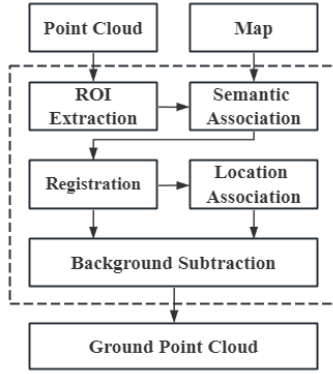 Point Cloud
Map
ROI
Extraction
Semantic
Association
Registration
Location
Association
Background Subtraction
Ground Point Cloud